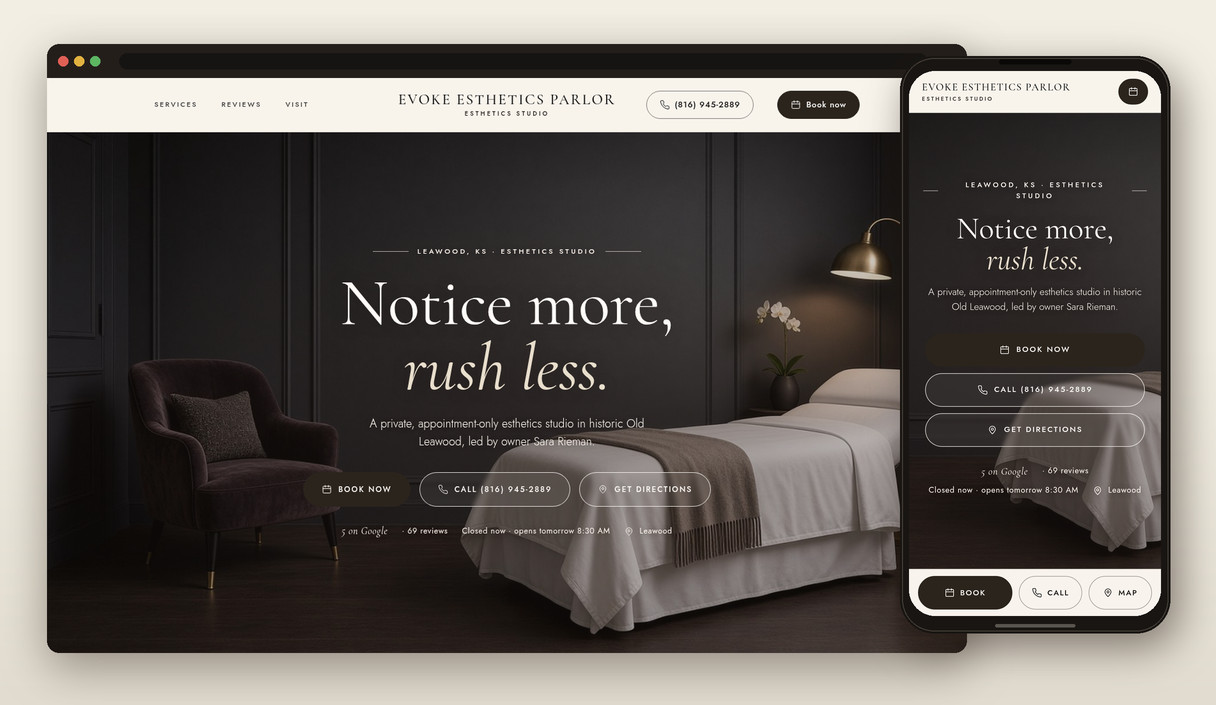 SERVICES REVIEWS VISIT
EVOKE ESTHETICS PARLOR
ESTHETICS STUDIO
(816) 945-2889
Book now
LEAWOOD, KS · ESTHETICS STUDIO
Notice more,
rush less.
A private, appointment-only esthetics studio in historic Old
Leawood, led by owner Sara Rieman.
BOOK NOW
CALL (816) 945-2889
GET DIRECTIONS
5 on Google · 69 reviews Closed now · opens tomorrow 8:30 AM Leawood
EVOKE ESTHETICS PARLOR
ESTHETICS STUDIO
LEAWOOD, KS · ESTHETICS
STUDIO
Notice more,
rush less.
A private, appointment-only esthetics studio in historic
Old Leawood, led by owner Sara Rieman.
BOOK NOW
CALL (816) 945-2889
GET DIRECTIONS
5 on Google · 69 reviews
Closed now · opens tomorrow 8:30 AM Leawood
BOOK
CALL
MAP